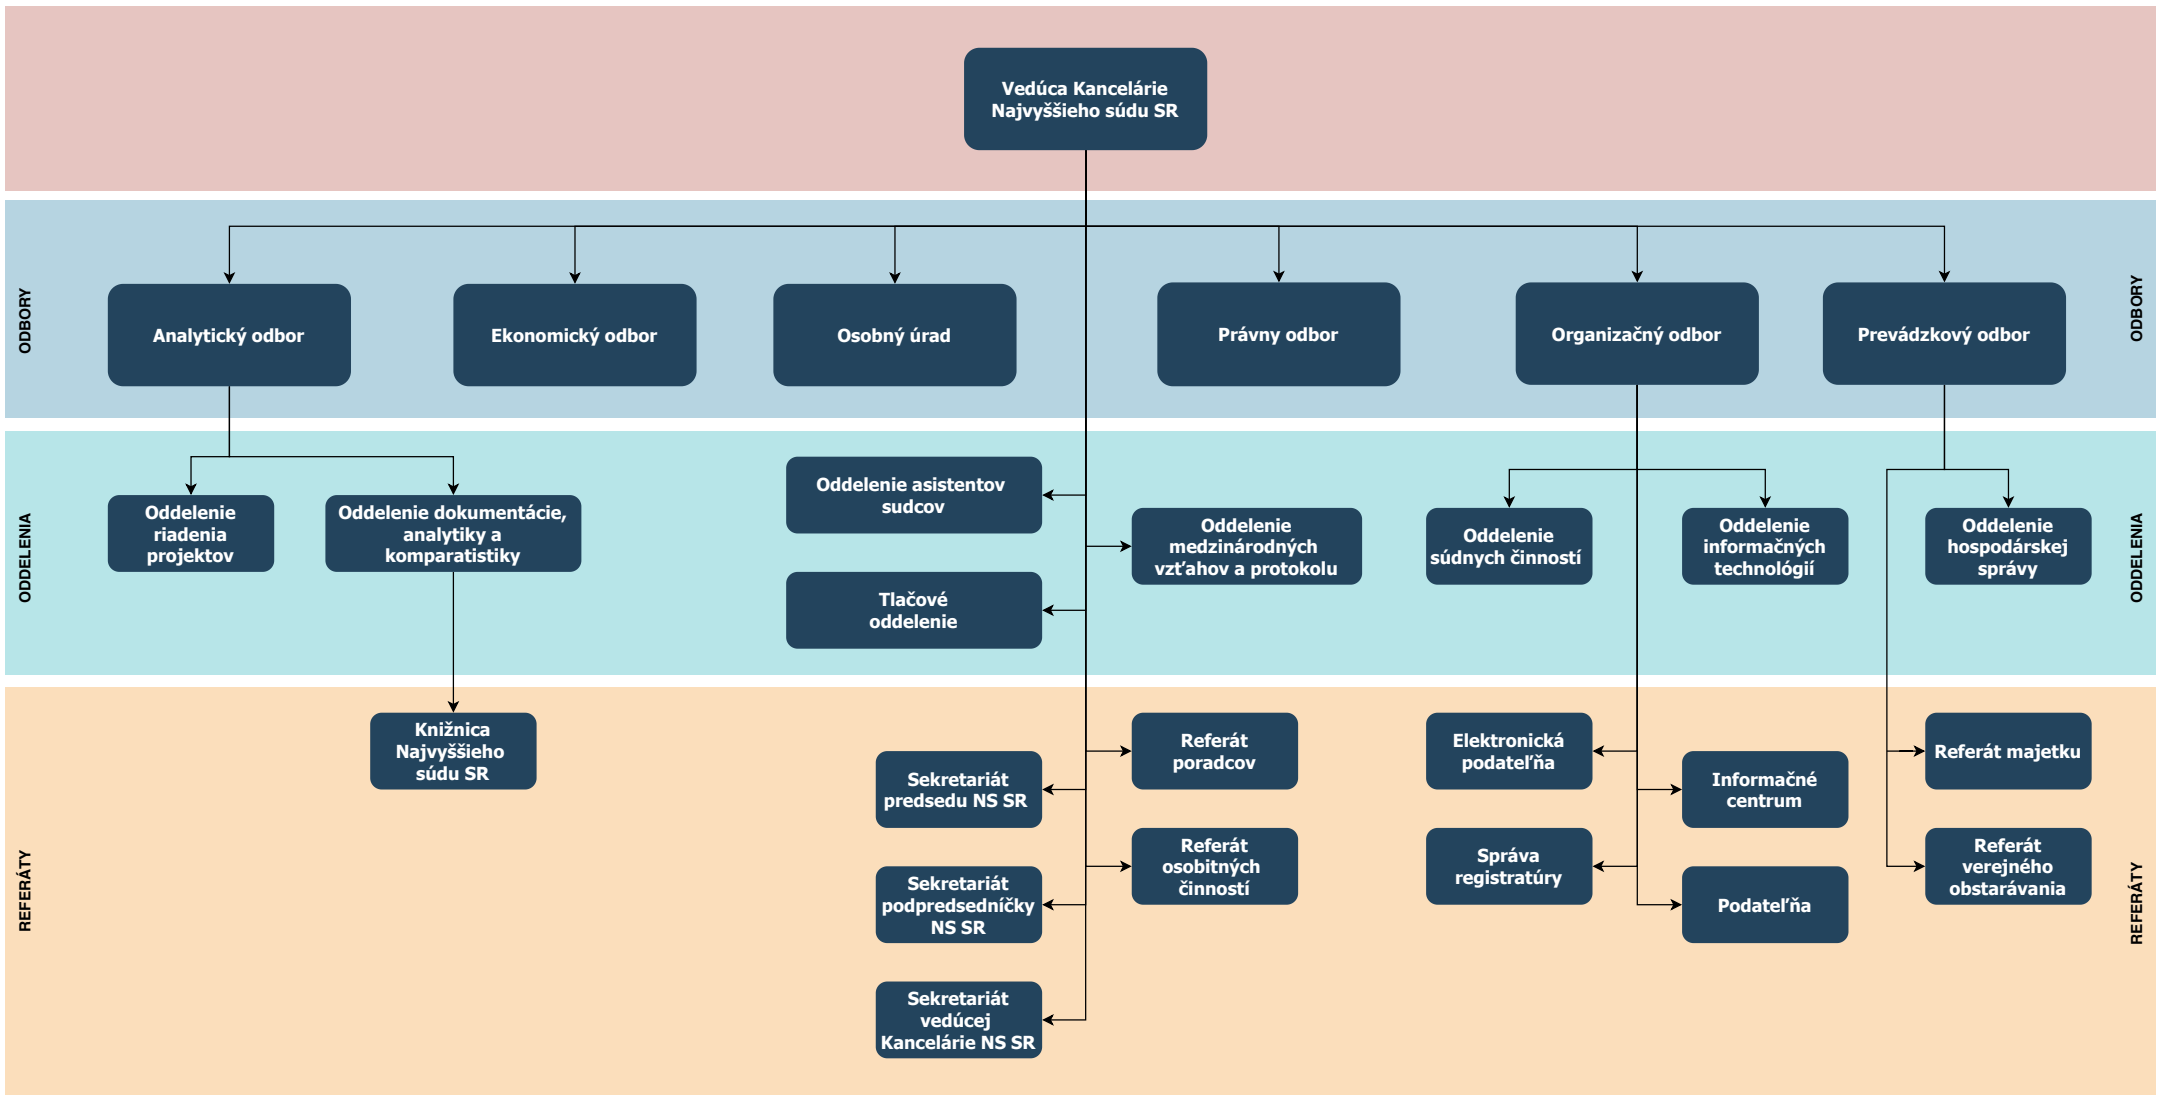 Vedúca Kancelárie
Najvyššieho súdu SR
ODBORY
Analytický odbor
Ekonomický odbor
Osobný úrad
Právny odbor
Organizačný odbor
Prevádzkový odbor
ODBORY
ODDELENIA
Oddelenie
riadenia
projektov
Oddelenie dokumentácie,
analytiky a
komparatistiky
Oddelenie asistentov
sudcov
Tlačové
oddelenie
Oddelenie
medzinárodných
vzťahov a protokolu
Oddelenie
súdnych činností
Oddelenie
informačných
technológií
Oddelenie
hospodárskej
správy
ODDELENIA
REFERÁTY
Knižnica
Najvyššieho
súdu SR
Sekretariát
predsedu NS SR
Sekretariát
podpredsedníčky
NS SR
Sekretariát
vedúcej
Kancelárie NS SR
Referát
poradcov
Referát
osobitných
činností
Elektronická
podateľňa
Správa
registratúry
Informačné
centrum
Podateľňa
Referát majetku
Referát
verejného
obstarávania
REFERÁTY